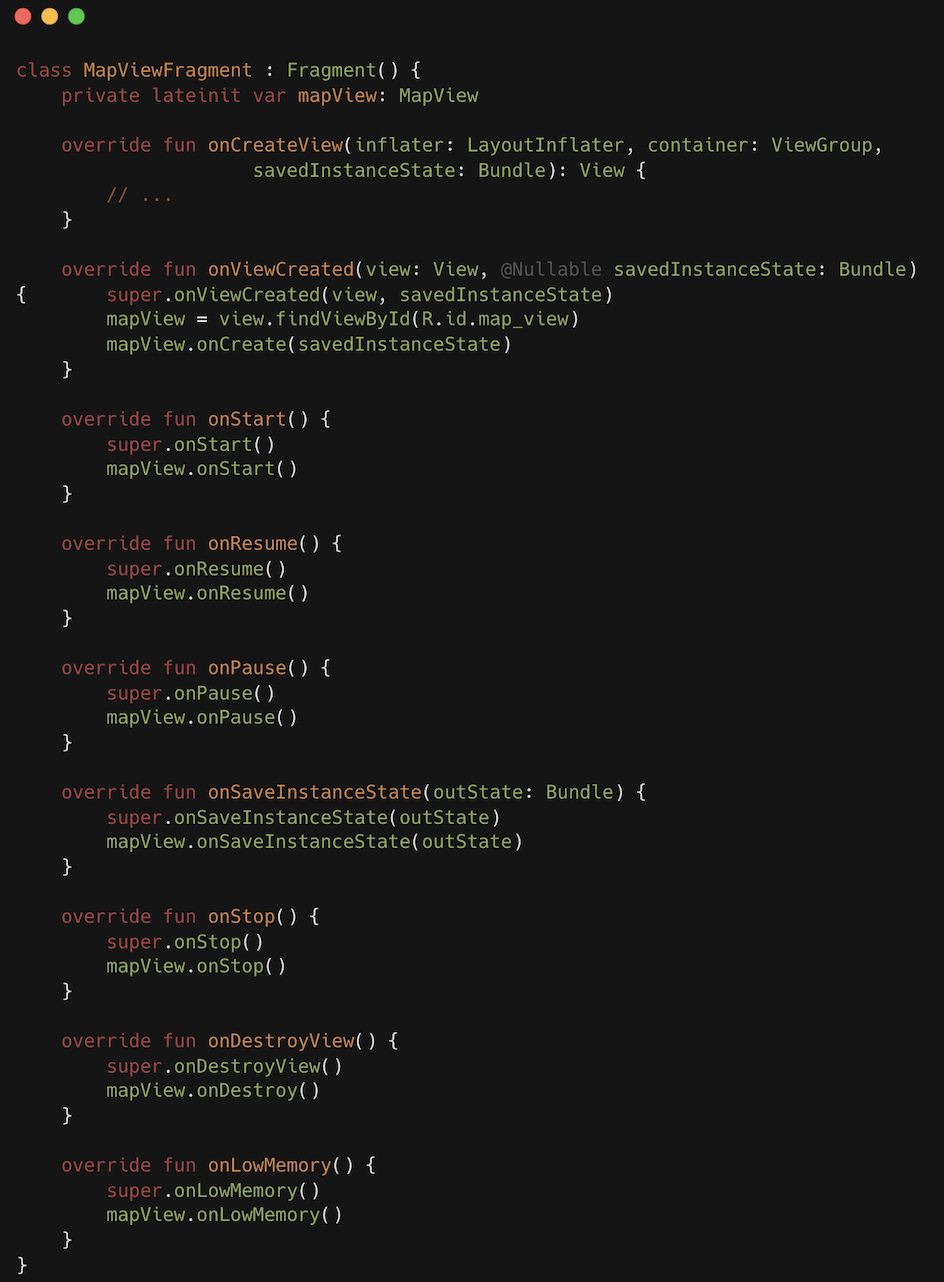 class MapViewFragment : Fragment() {
    private lateinit var mapView: MapView

    override fun onCreateView(inflater: LayoutInflater, container: ViewGroup,
                     savedInstanceState: Bundle): View {
        // ...
    }

    override fun onViewCreated(view: View, @Nullable savedInstanceState: Bundle)
{       super.onViewCreated(view, savedInstanceState)
        mapView = view.findViewById(R.id.map_view)
        mapView.onCreate(savedInstanceState)
    }

    override fun onStart() {
        super.onStart()
        mapView.onStart()
    }

    override fun onResume() {
        super.onResume()
        mapView.onResume()
    }

    override fun onPause() {
        super.onPause()
        mapView.onPause()
    }

    override fun onSaveInstanceState(outState: Bundle) {
        super.onSaveInstanceState(outState)
        mapView.onSaveInstanceState(outState)
    }

    override fun onStop() {
        super.onStop()
        mapView.onStop()
    }

    override fun onDestroyView() {
        super.onDestroyView()
        mapView.onDestroy()
    }

    override fun onLowMemory() {
        super.onLowMemory()
        mapView.onLowMemory()
    }
}